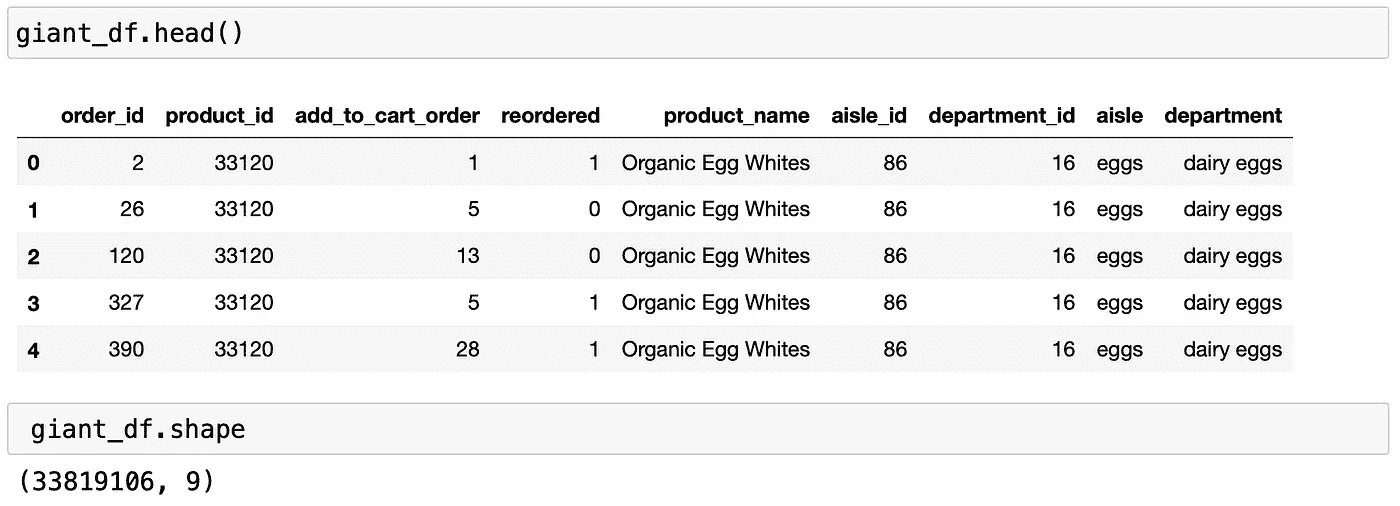 giant_df.head()
order_id product_id add_to_cart_order reordered product_name aisle_id department_id aisle department
0 2 33120 1 1 Organic Egg Whites 86 16 eggs dairy eggs
1 26 33120 5 0 Organic Egg Whites 86 16 eggs dairy eggs
2 120 33120 13 0 Organic Egg Whites 86 16 eggs dairy eggs
3 327 33120 5 1 Organic Egg Whites 86 16 eggs dairy eggs
4 390 33120 28 1 Organic Egg Whites 86 16 eggs dairy eggs
giant_df.shape
(33819106, 9)